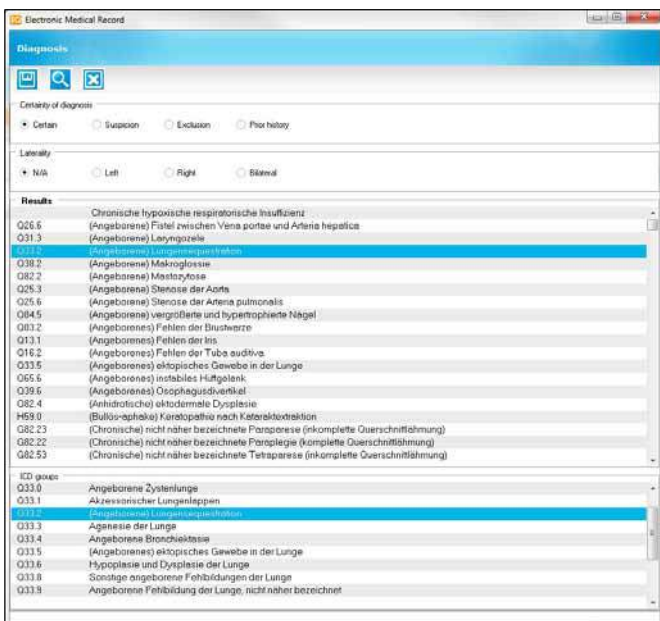 Electronic Medical Record
Diagnosis
Certainty of diagnosis
Certain Suspicion Exclusion Prior history
Laterality
N/A Left Right Bilateral
Results
Chronische hypoxische respiratorische Insuffizienz
Q26.6 (Angeborene) Fistel zwischen Vena portae und Arteria hepatica
Q31.3 (Angeborene) Laryngozele
Q33.2 (Angeborene) Lungensequestration
Q38.2 (Angeborene) Makroglossie
Q82.2 (Angeborene) Mastozytose
Q25.3 (Angeborene) Stenose der Aorta
Q25.6 (Angeborene) Stenose der Arteria pulmonalis
Q84.5 (Angeborene) vergrößerte und hypertrophierte Nägel
Q83.2 (Angeborenes) Fehlen der Brustwarze
Q13.1 (Angeborenes) Fehlen der Iris
Q16.2 (Angeborenes) Fehlen der Tuba auditiva
Q33.5 (Angeborenes) ektopisches Gewebe in der Lunge
Q65.6 (Angeborenes) instabiles Hüftgelenk
Q39.6 (Angeborenes) Ösophagusdivertikel
Q82.4 (Anhidrotische) ektodermale Dysplasie
H59.0 (Bullös-aphake) Keratopathie nach Kataraktextraktion
G82.23 (Chronische) nicht näher bezeichnete Paraparese (inkomplette Querschnittlähmung)
G82.22 (Chronische) nicht näher bezeichnete Paraplegie (komplette Querschnittlähmung)
G82.53 (Chronische) nicht näher bezeichnete Tetraparese (inkomplette Querschnittlähmung)
ICD groups
Q33.0 Angeborene Zystenlunge
Q33.1 Akzessorischer Lungenlappen
Q33.2 (Angeborene) Lungensequestration
Q33.3 Agenesie der Lunge
Q33.4 Angeborene Bronchiektasie
Q33.5 (Angeborenes) ektopisches Gewebe in der Lunge
Q33.6 Hypoplasie und Dysplasie der Lunge
Q33.8 Sonstige angeborene Fehlbildungen der Lunge
Q33.9 Angeborene Fehlbildung der Lunge, nicht näher bezeichnet